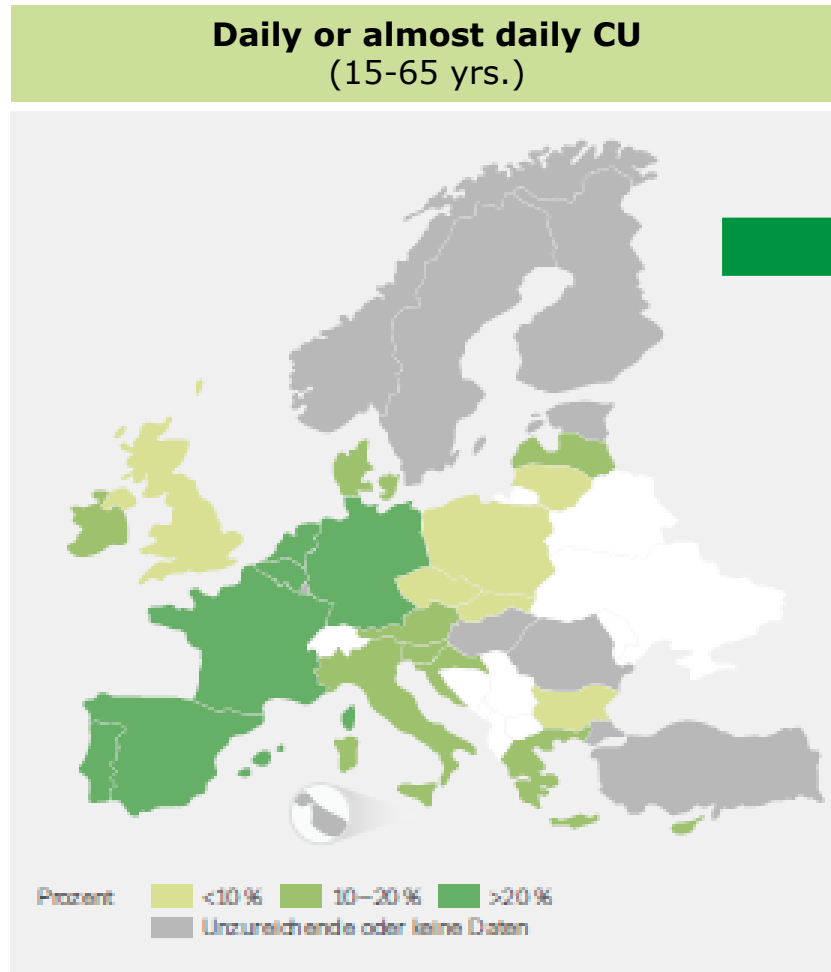 Daily or almost daily CU
(15-65 yrs.)
Prozent <10 % 10–20 % >20 %
Unzureichende oder keine Daten